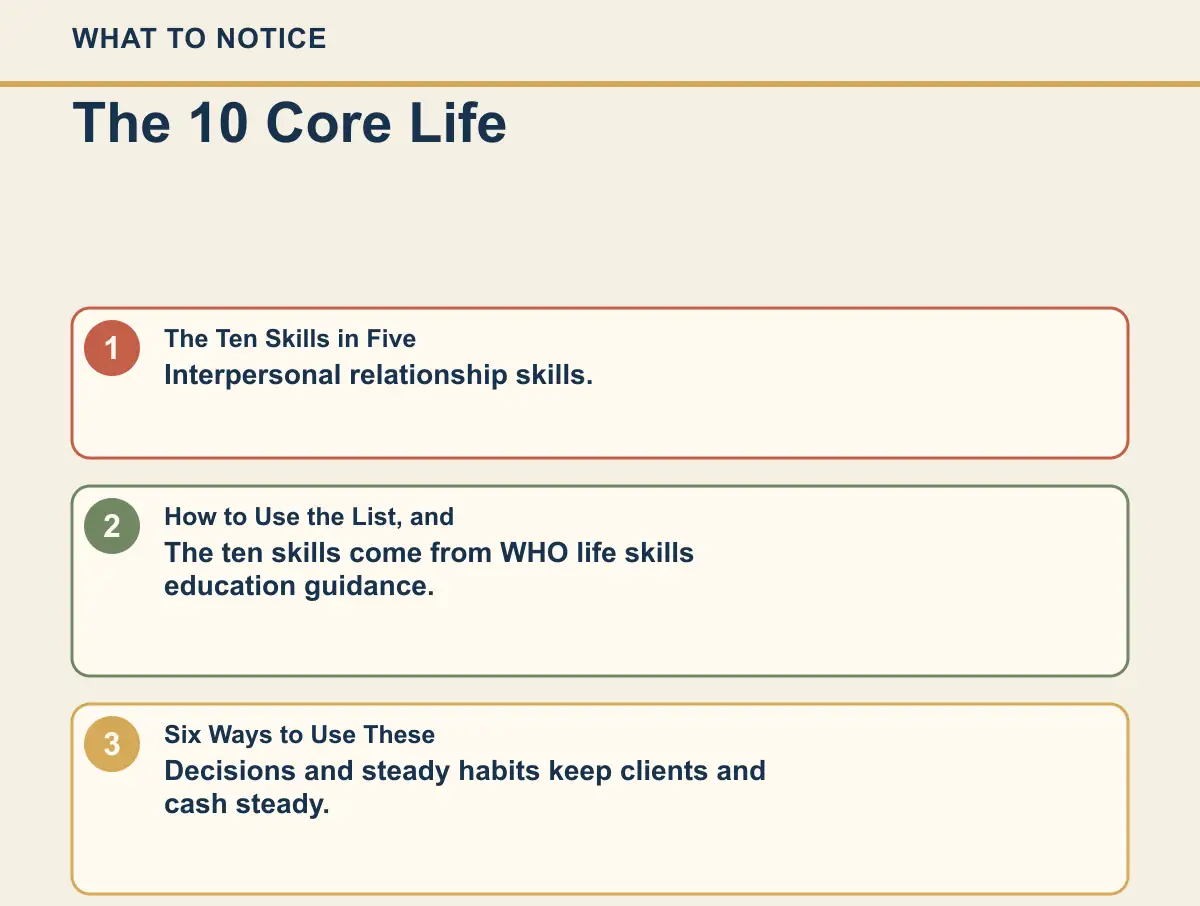 WHAT TO NOTICE
The 10 Core Life
1
The Ten Skills in Five
Interpersonal relationship skills.
2
How to Use the List, and
The ten skills come from WHO life skills
education guidance.
3
Six Ways to Use These
Decisions and steady habits keep clients and
cash steady.